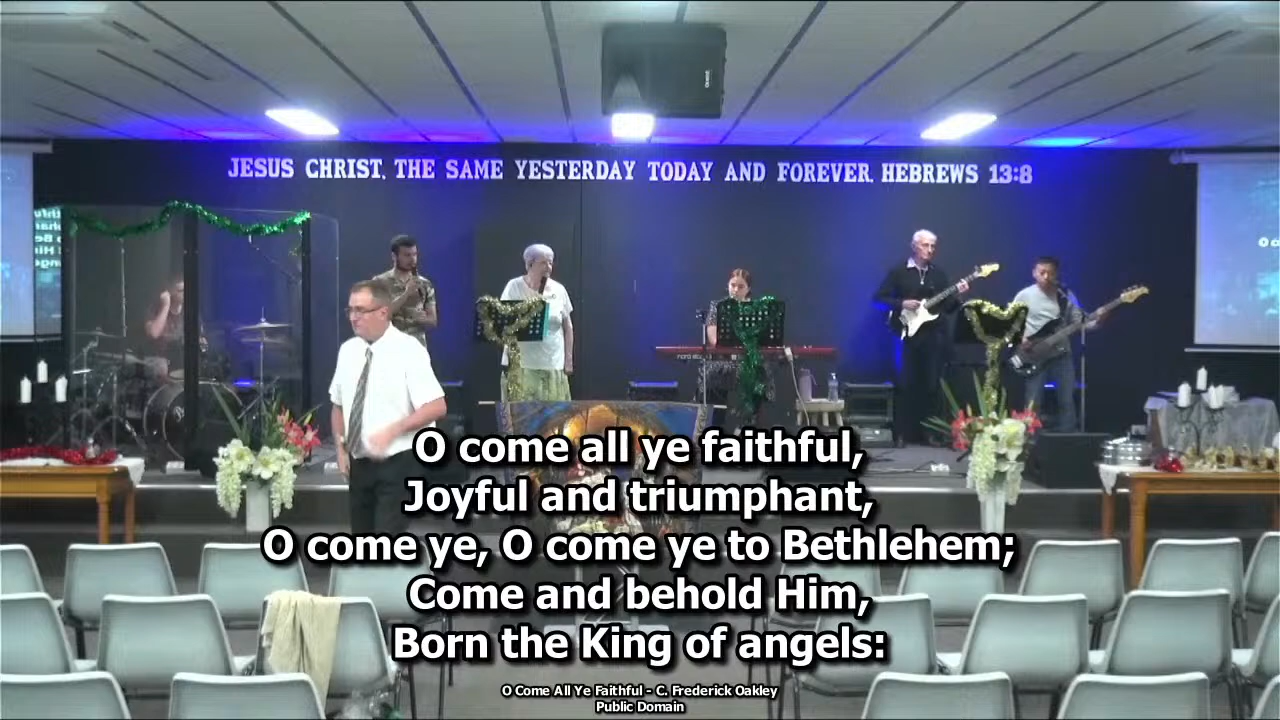 JESUS CHRIST, THE SAME YESTERDAY TODAY AND FOREVER. HEBREWS 13:8
O come all ye faithful,
Joyful and triumphant,
O come ye, O come ye to Bethlehem;
Come and behold Him,
Born the King of angels:
O Come All Ye Faithful - C. Frederick Oakley
Public Domain